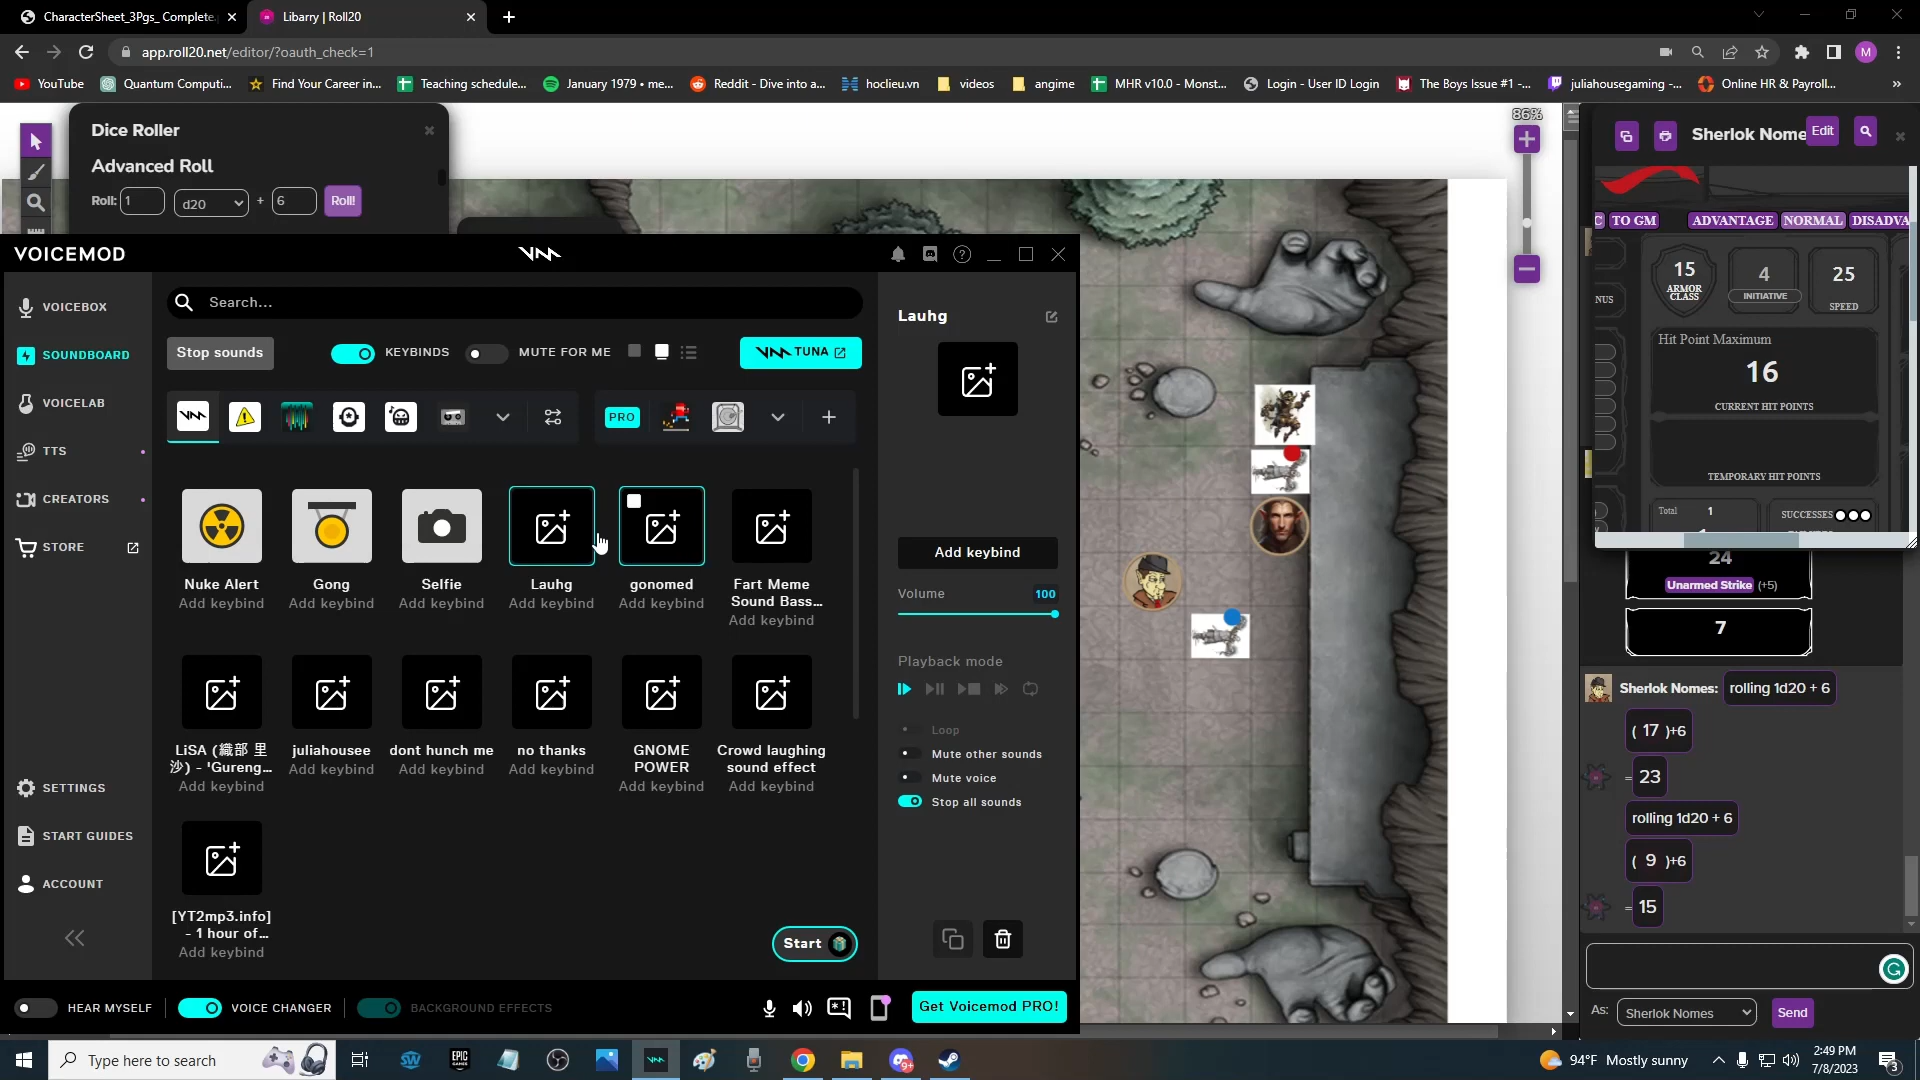 CharacterSheet_3Pgs_ Complete.
Libarry | Roll20
app.roll20.net/editor/?oauth_check=1
M
YouTube
Quantum Computi...
Find Your Career in...
Teaching schedule...
January 1979 • me...
Reddit - Dive into a...
hoclieu.vn
videos
angime
MHR v10.0 - Monst...
Login - User ID Login
The Boys Issue #1 -...
juliahousegaming -...
Online HR & Payroll...
»
Dice Roller
Advanced Roll
Roll: 1 d20 + 6 Roll!
86%
VOICEMOD
VOICEBOX
SOUNDBOARD
VOICELAB
TTS
CREATORS
STORE
SETTINGS
START GUIDES
ACCOUNT
Search...
Stop sounds
KEYBINDS
MUTE FOR ME
TUNA
PRO
Nuke Alert
Add keybind
Gong
Add keybind
Selfie
Add keybind
Lauhg
Add keybind
gonomed
Add keybind
Fart Meme
Sound Bass...
Add keybind
LiSA (織部 里
沙) - 'Gureng...
Add keybind
juliahousee
Add keybind
dont hunch me
Add keybind
no thanks
Add keybind
GNOME
POWER
Add keybind
Crowd laughing
sound effect
Add keybind
[YT2mp3.info]
- 1 hour of...
Add keybind
Start
Lauhg
Add keybind
Volume 100
Playback mode
Loop
Mute other sounds
Mute voice
Stop all sounds
HEAR MYSELF
VOICE CHANGER
BACKGROUND EFFECTS
Get Voicemod PRO!
Sherlok Nome
Edit
C TO GM
ADVANTAGE NORMAL DISADVA
NUS
15
ARMOR
CLASS
4
INITIATIVE
25
SPEED
Hit Point Maximum
16
CURRENT HIT POINTS
TEMPORARY HIT POINTS
Total 1
SUCCESSES
24
Unarmed Strike (+5)
7
Sherlok Nomes: rolling 1d20 + 6
( 17 )+6
= 23
rolling 1d20 + 6
( 9 )+6
= 15
As: Sherlok Nomes
Send
Type here to search
SW
EPIC
GAMES
9+
94°F Mostly sunny
2:49 PM
7/8/2023
3